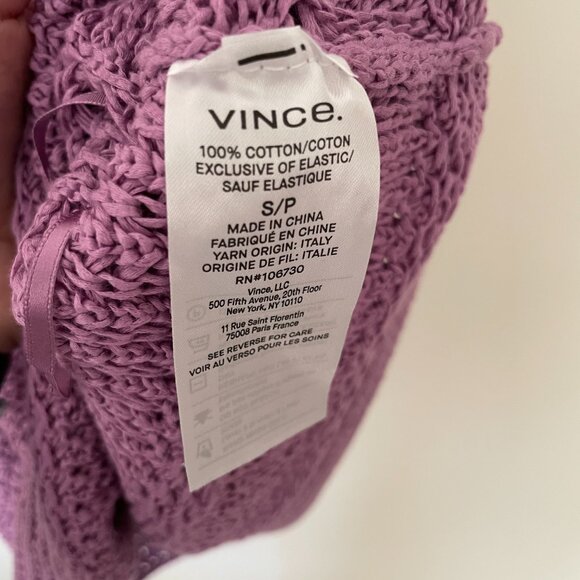 VINCE.
100% COTTON/COTON
EXCLUSIVE OF ELASTIC/
SAUF ELASTIQUE
S/P
MADE IN CHINA
FABRIQUÉ EN CHINE
YARN ORIGIN: ITALY
ORIGINE DE FIL: ITALIE
RN#106730
Vince, LLC
500 Fifth Avenue, 20th Floor
New York, NY 10110
11 Rue Saint Florentin
75008 Paris France
SEE REVERSE FOR CARE
VOIR AU VERSO POUR LES SOINS